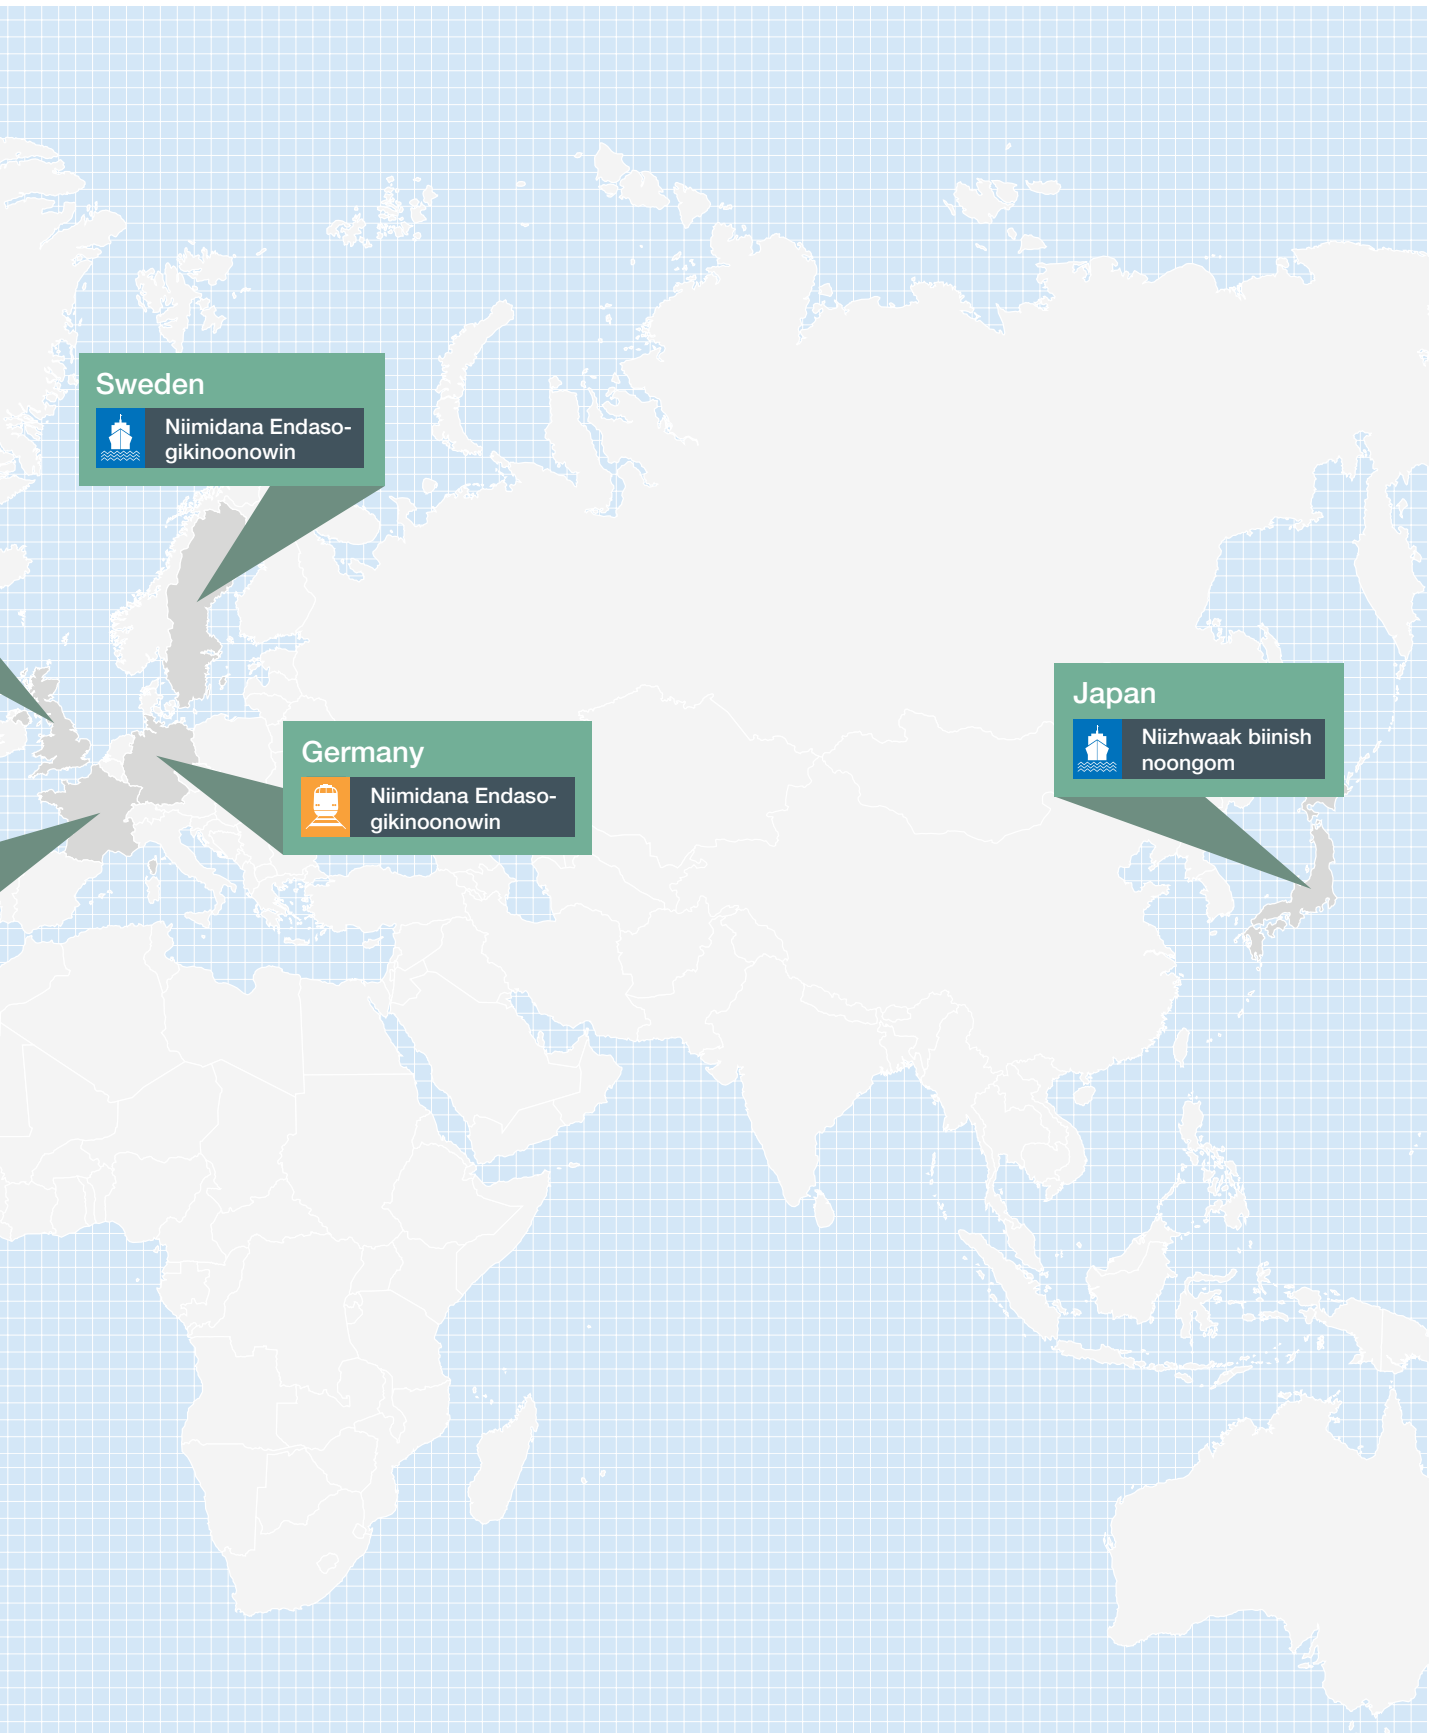 Sweden
Niimidana Endaso-
gikinoonowin
Germany
Niimidana Endaso-
gikinoonowin
Japan
Niizhwaak biinish
noongom